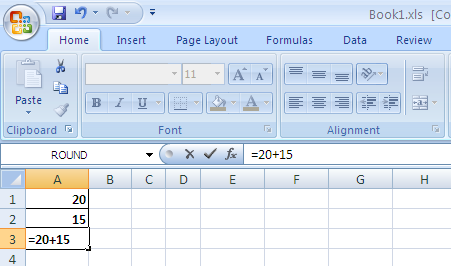 Book1.xls [Co
Home Insert Page Layout Formulas Data Review
Paste
11 A A
B I U A
Clipboard Font Alignment
ROUND fx =20+15
A B C D E F G H
1 20
2 15
3 =20+15
4